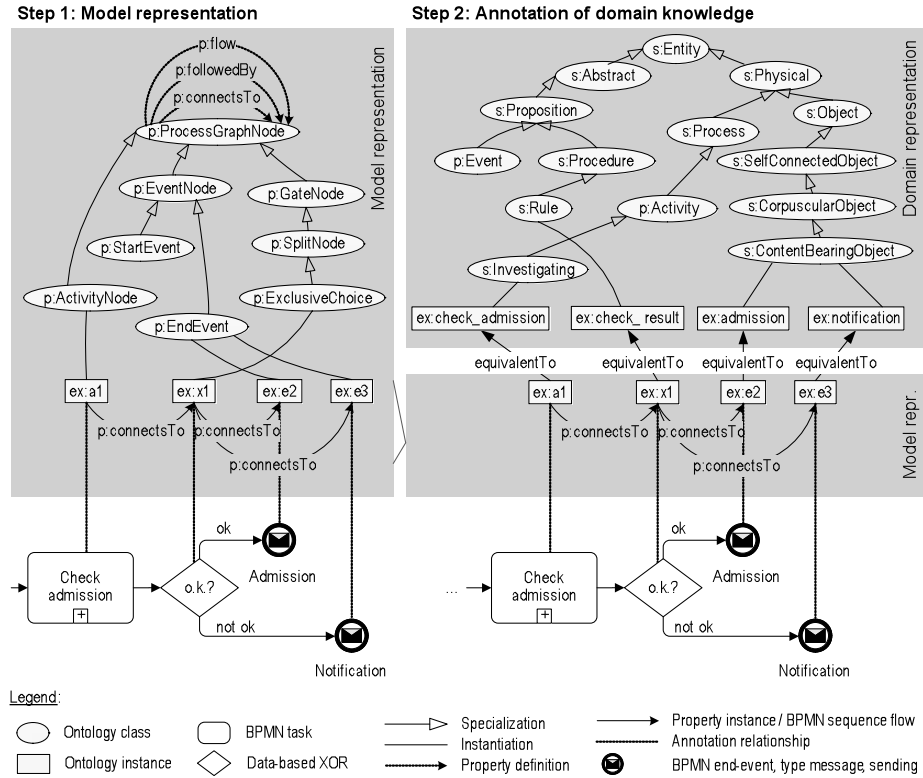 Step 1: Model representation
p:flow
p:followedBy
p:connectsTo
p:ProcessGraphNode
p:EventNode
p:GateNode
p:StartEvent
p:SplitNode
p:ActivityNode
p:ExclusiveChoice
p:EndEvent
Model representation
ex:a1
ex:x1
ex:e2
ex:e3
p:connectsTo
p:connectsTo
p:connectsTo
ok
Check
admission
+
o.k.?
Admission
not ok
Notification
Step 2: Annotation of domain knowledge
s:Entity
s:Abstract
s:Physical
s:Proposition
s:Object
s:Process
p:Event
s:Procedure
s:SelfConnectedObject
s:Rule
p:Activity
s:CorpuscularObject
s:ContentBearingObject
s:Investigating
ex:check_admission
ex:check_ result
ex:admission
ex:notification
Domain representation
equivalentTo
equivalentTo
equivalentTo
equivalentTo
ex:a1
ex:x1
ex:e2
ex:e3
p:connectsTo
p:connectsTo
p:connectsTo
Model repr.
ok
...
Check
admission
+
o.k.?
Admission
not ok
Notification
Legend:
Ontology class
Ontology instance
BPMN task
Data-based XOR
Specialization
Instantiation
Property definition
Property instance / BPMN sequence flow
Annotation relationship
BPMN end-event, type message, sending